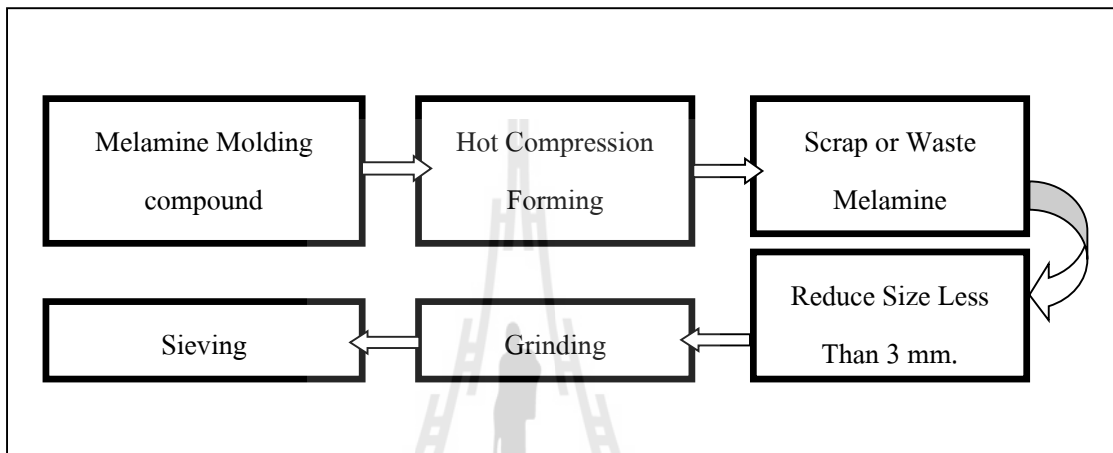 Melamine Molding
compound
Hot Compression
Forming
Scrap or Waste
Melamine
Reduce Size Less
Than 3 mm.
Grinding
Sieving